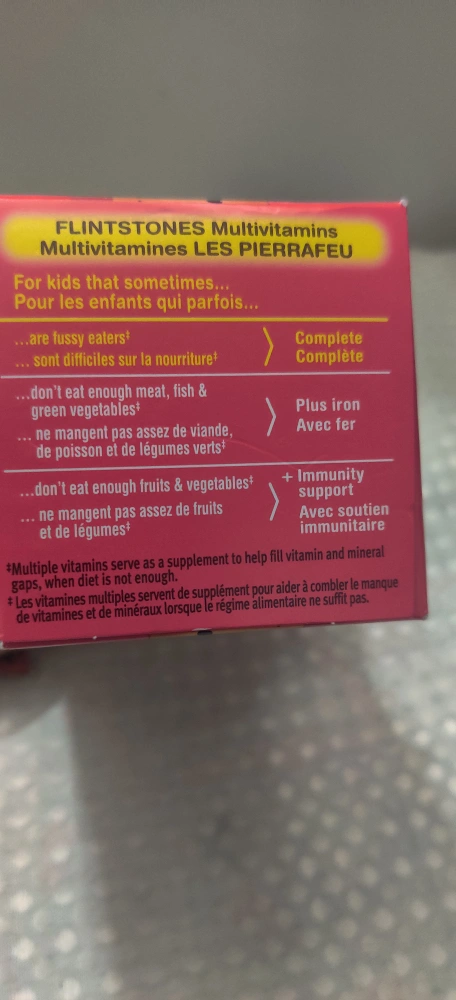 FLINTSTONES Multivitamins
Multivitamines LES PIERRAFEU
For kids that sometimes...
Pour les enfants qui parfois...
...are fussy eaters‡
... sont difficiles sur la nourriture‡
Complete
Complète
...don't eat enough meat, fish &
green vegetables‡
... ne mangent pas assez de viande,
de poisson et de légumes verts‡
Plus iron
Avec fer
...don't eat enough fruits & vegetables‡
... ne mangent pas assez de fruits
et de légumes‡
+ Immunity
support
Avec soutien
immunitaire
‡Multiple vitamins serve as a supplement to help fill vitamin and mineral
gaps, when diet is not enough.
‡ Les vitamines multiples servent de supplément pour aider à combler le manque
de vitamines et de minéraux lorsque le régime alimentaire ne suffit pas.